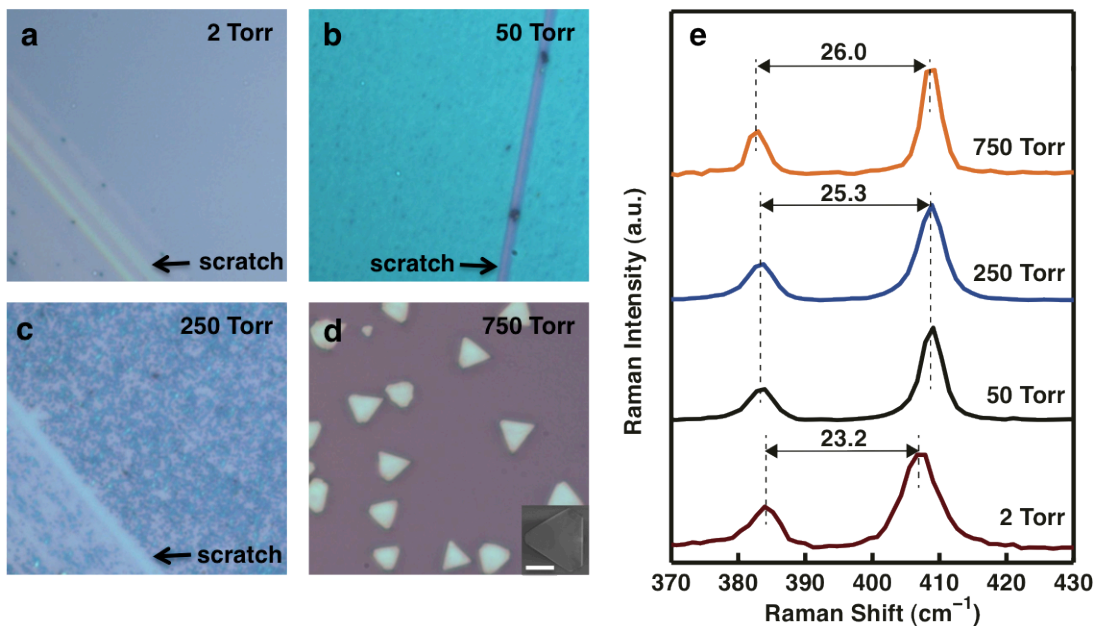 a
2 Torr
scratch
b
50 Torr
scratch
c
250 Torr
scratch
d
750 Torr
e
26.0
750 Torr
25.3
250 Torr
50 Torr
23.2
2 Torr
370 380 390 400 410 420 430
Raman Shift (cm⁻¹)
Raman Intensity (a.u.)